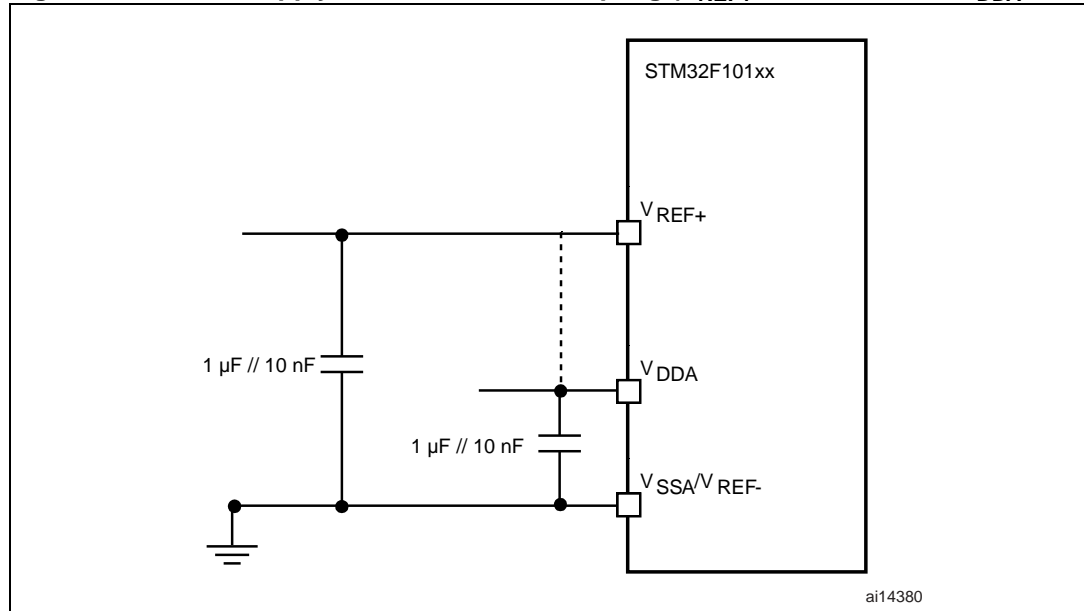 STM32F101xx
VREF+
1 µF // 10 nF
VDDA
1 µF // 10 nF
VSSA/VREF-
ai14380